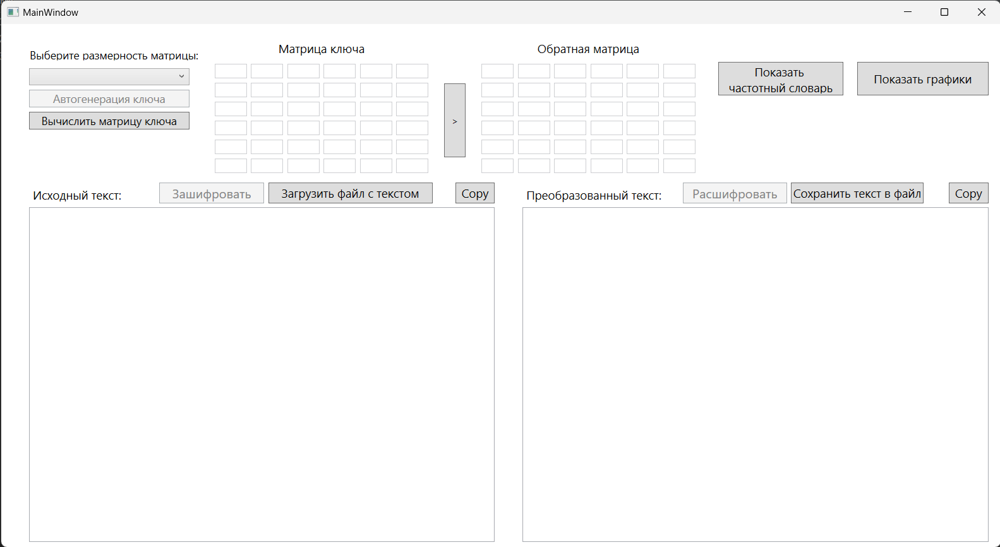 MainWindow
Выберите размерность матрицы:
Автогенерация ключа
Вычислить матрицу ключа
Матрица ключа
>
Обратная матрица
Показать
частотный словарь
Показать графики
Исходный текст:
Зашифровать
Загрузить файл с текстом
Copy
Преобразованный текст:
Расшифровать
Сохранить текст в файл
Copy